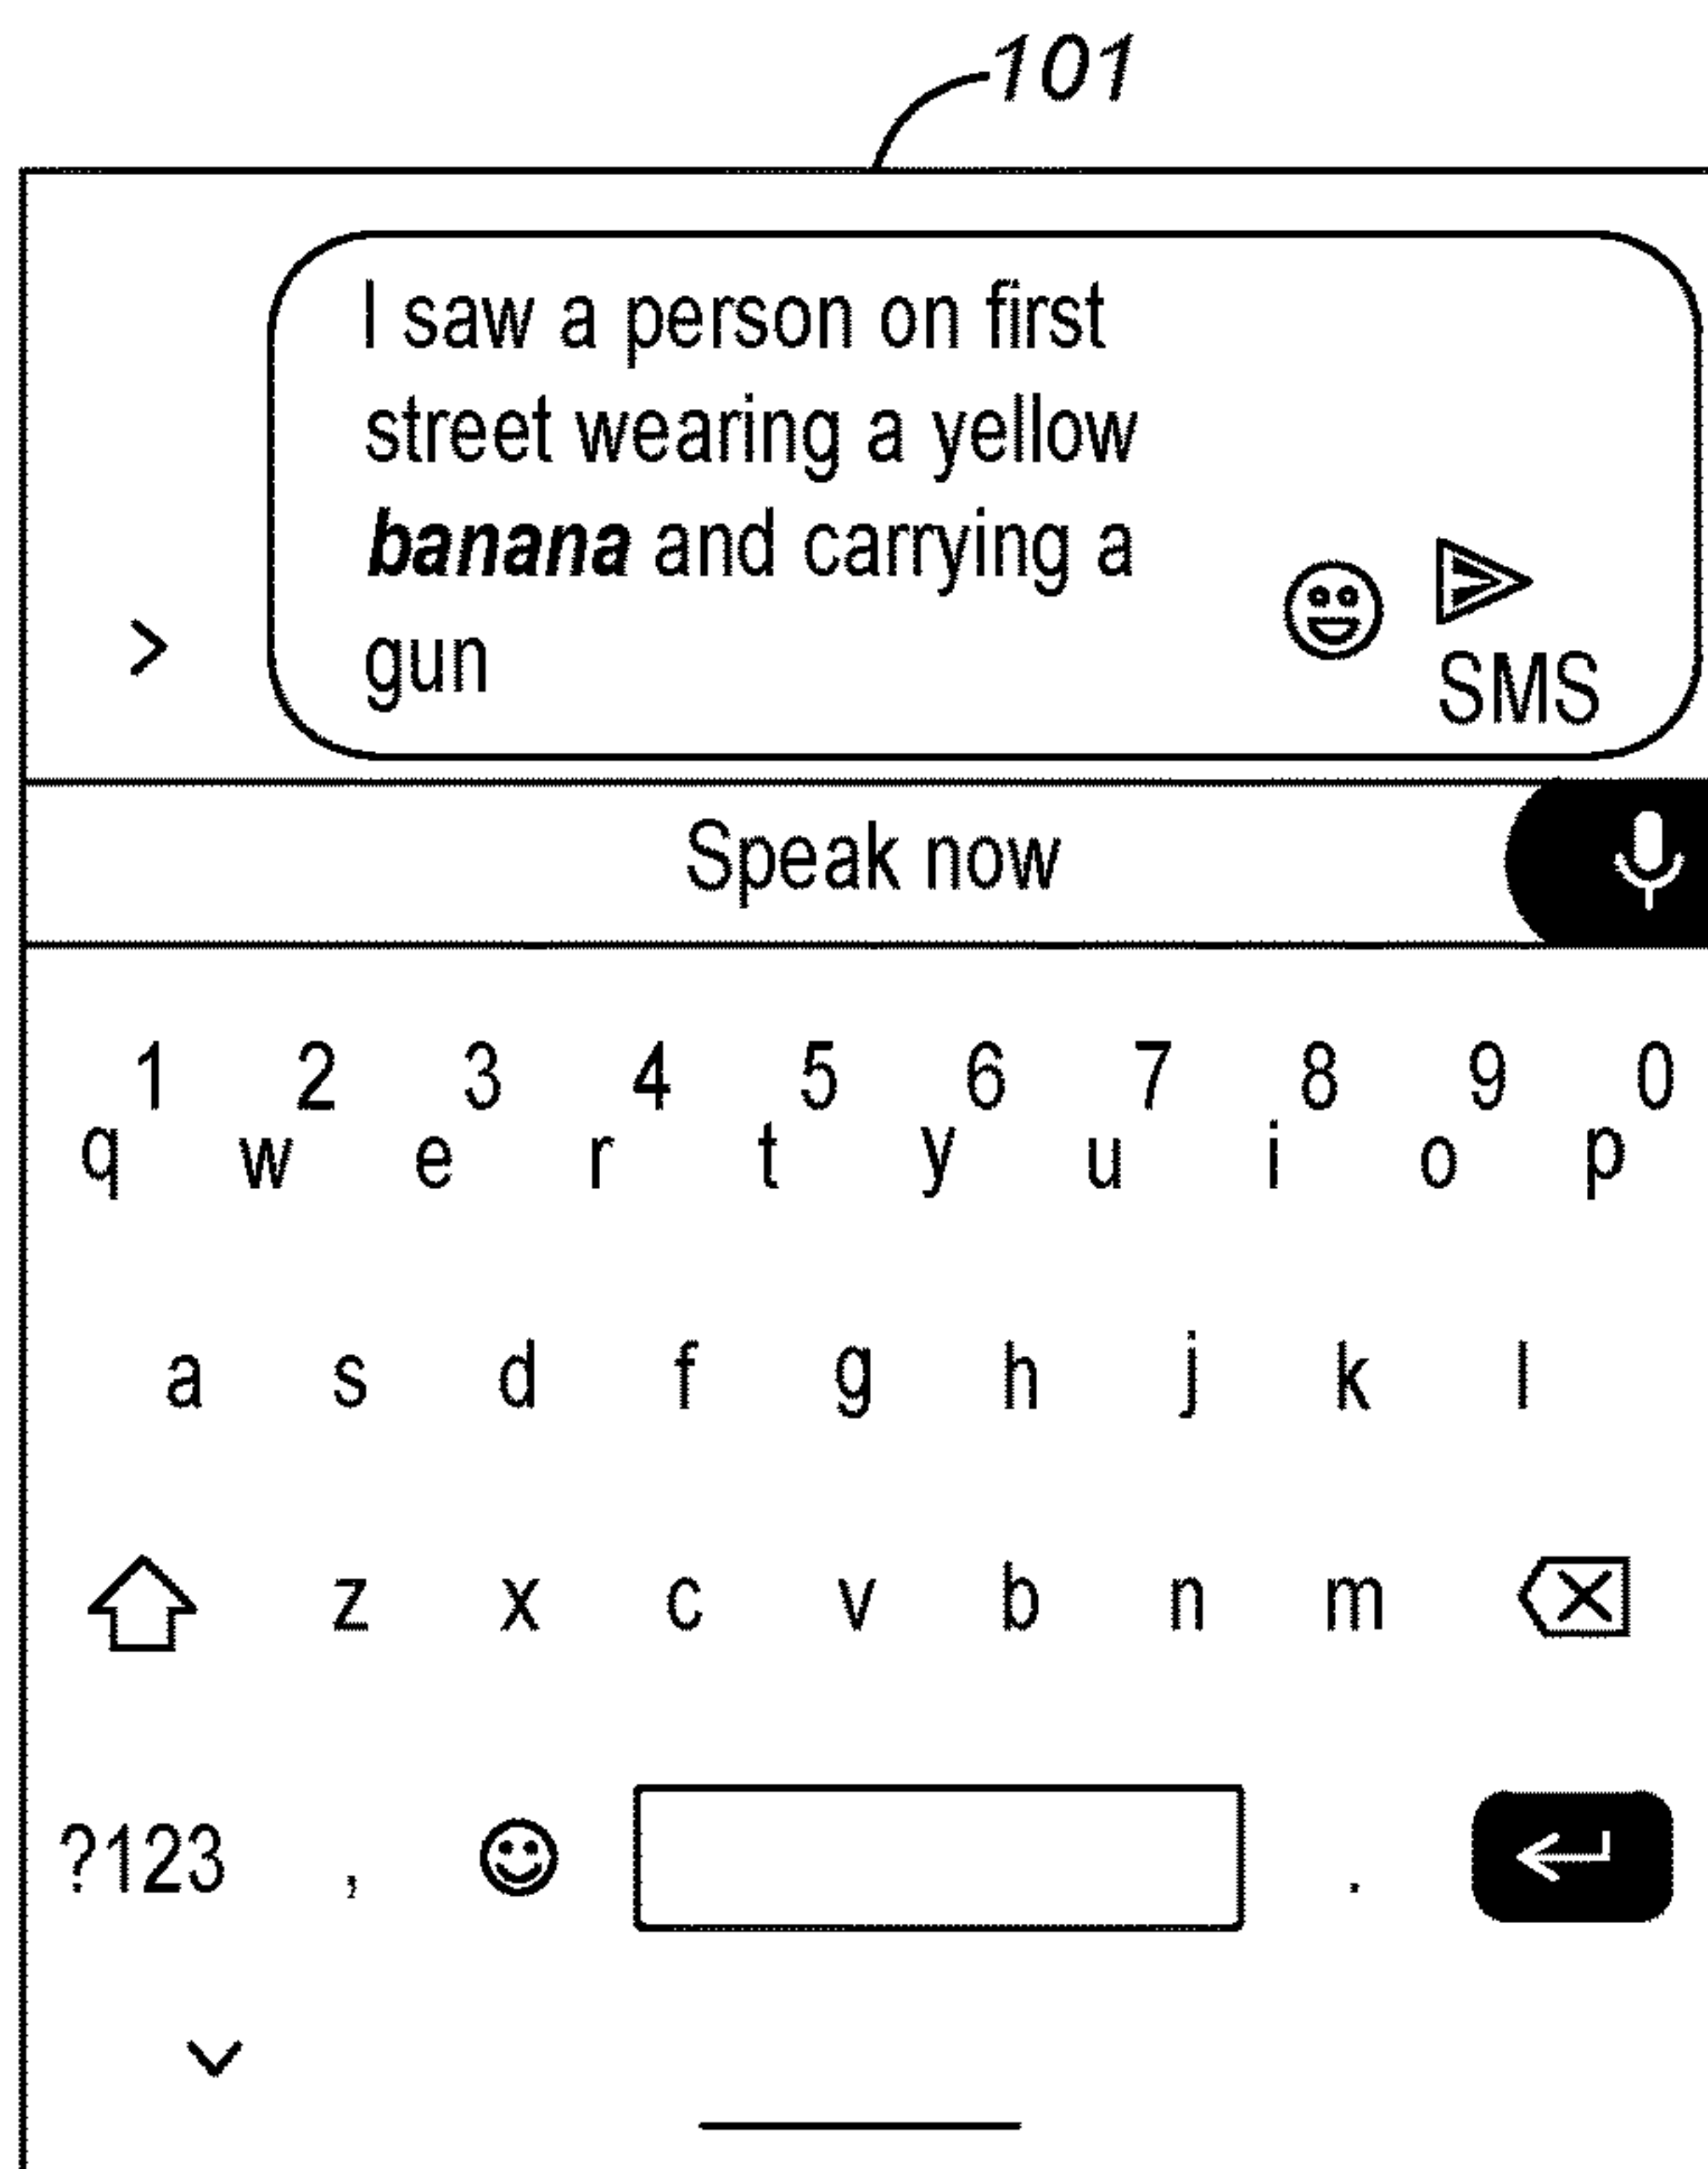 101
I saw a person on first
street wearing a yellow
banana and carrying a
gun
SMS
Speak now
1 2 3 4 5 6 7 8 9 0
q w e r t y u i o p
a s d f g h j k l
z x c v b n m
?123 , .